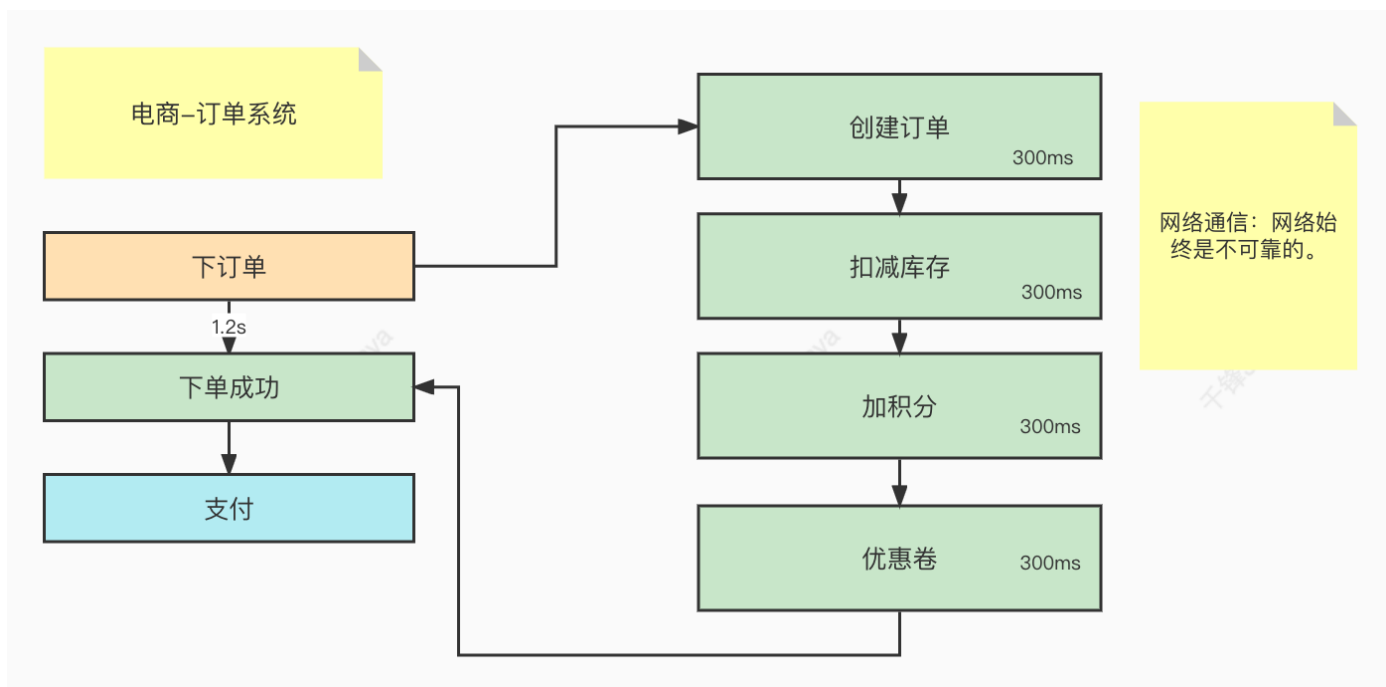 电商-订单系统
下订单
1.2s
下单成功
支付
创建订单
300ms
扣减库存
300ms
加积分
300ms
优惠卷
300ms
网络通信：网络始
终是不可靠的。